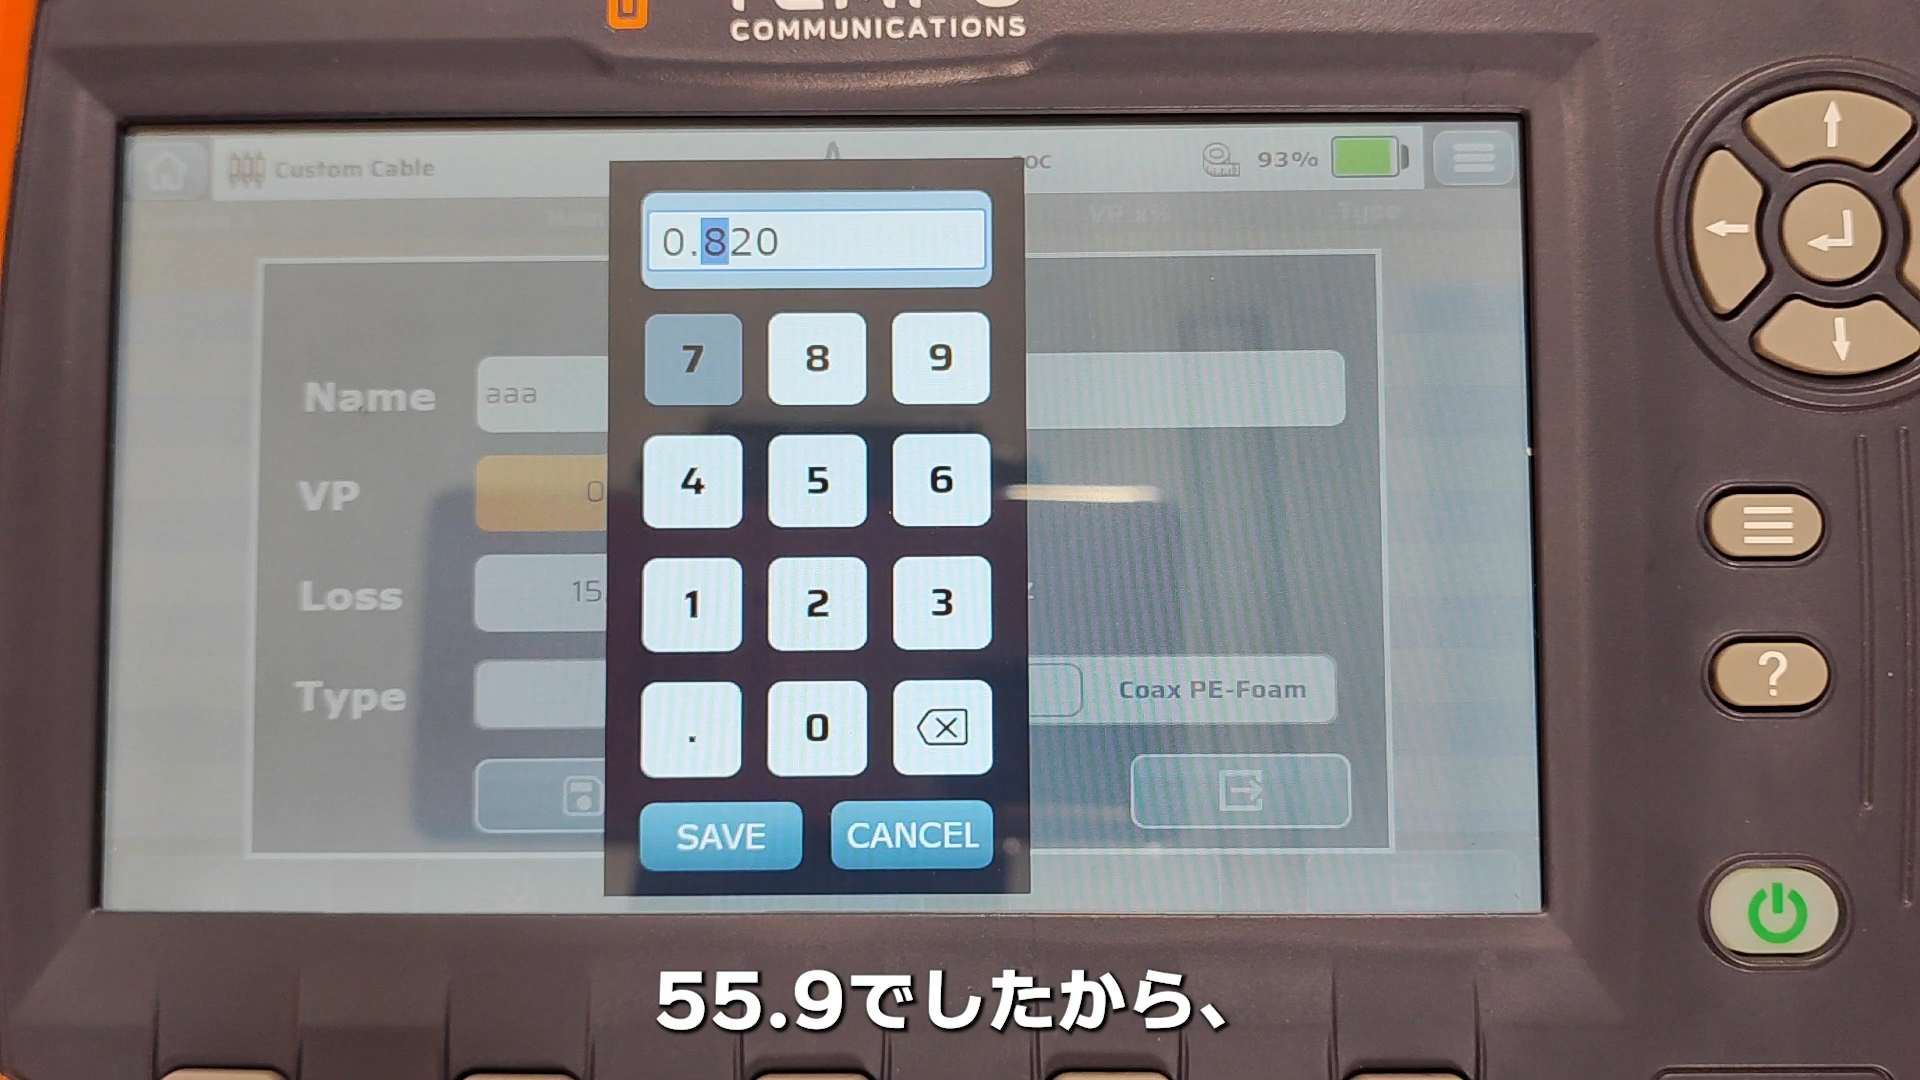 COMMUNICATIONS
Custom Cable
93%
0.820
7 8 9
Name
aaa
4 5 6
VP
0
1 2 3
Loss
15.
Type
Coax PE-Foam
. 0
SAVE CANCEL
?
55.9でしたから、